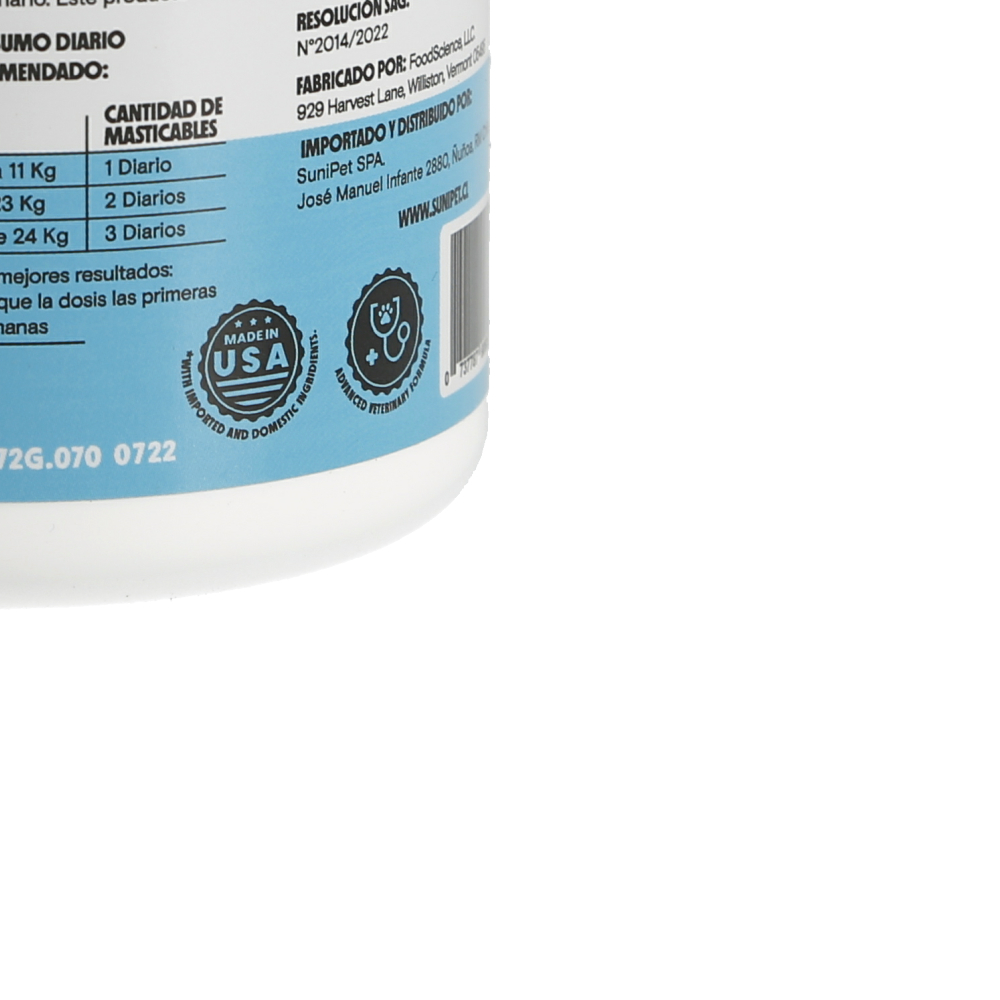 UMO DIARIO
MENDADO:
CANTIDAD DE
MASTICABLES
11 Kg
1 Diario
23 Kg
2 Diarios
24 Kg
3 Diarios
mejores resultados:
que la dosis las primeras
RESOLUCIÓN SAG:
N°2014/2022
FABRICADO POR: FoodScience, LLC
929 Harvest Lane, Williston, Vermont
IMPORTADO Y DISTRIBUIDO POR:
SuniPet SPA.
José Manuel Infante 2880, Ñuñoa,
WWW.SUNIPET.CL
MADE IN
USA
*WITH IMPORTED AND DOMESTIC INGRIDIENTS.
ADVANCED VETERINARY FORMULA
72G.070 0722